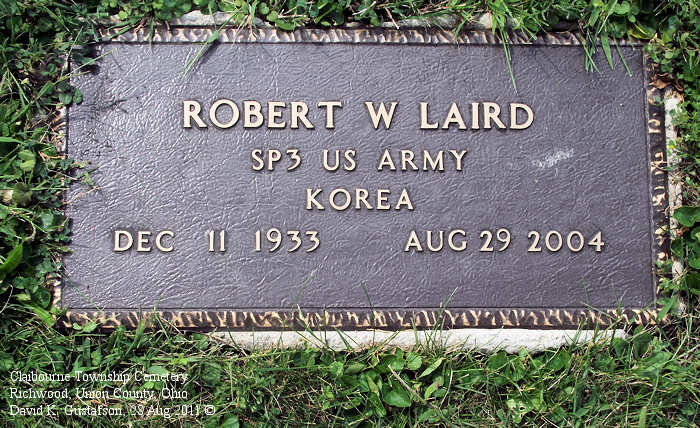 ROBERT W LAIRD
SP3 US ARMY
KOREA
DEC 11 1933 AUG 29 2004
Claibourne Township Cemetery
Richwood, Union County, Ohio
David K. Gustafson, 28 Aug 2011 ©